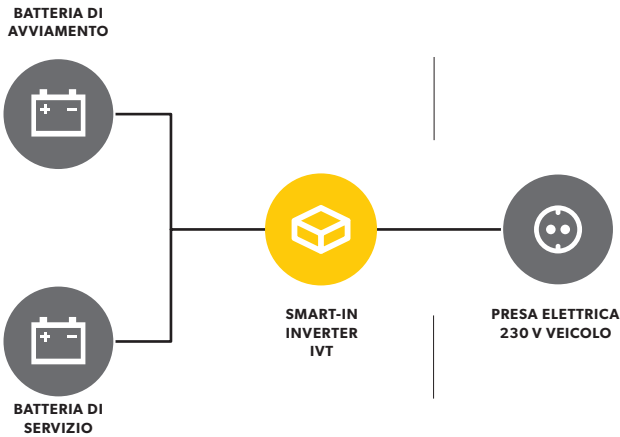 BATTERIA DI
AVVIAMENTO
SMART-IN
INVERTER
IVT
PRESA ELETTRICA
230 V VEICOLO
BATTERIA DI
SERVIZIO